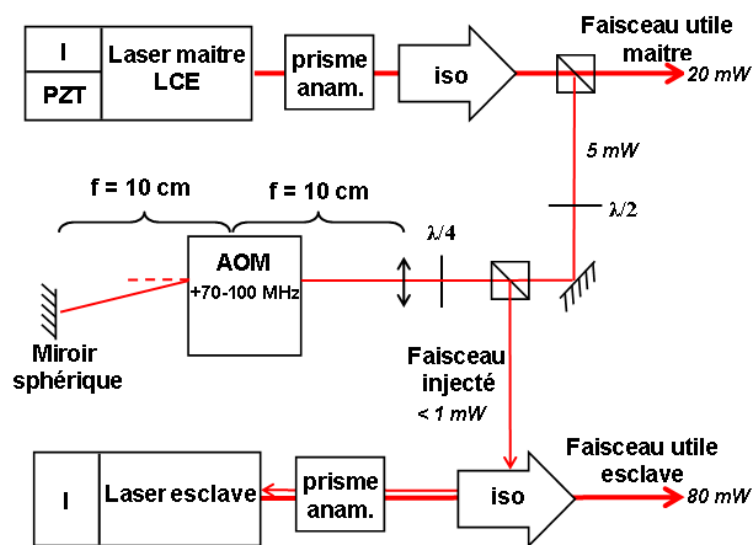 I
PZT
Laser maitre
LCE
prisme
anam.
iso
Faisceau utile
maitre
20 mW
5 mW
λ/2
f = 10 cm
f = 10 cm
λ/4
AOM
+70-100 MHz
Miroir
sphérique
Faisceau
injecté
< 1 mW
I
Laser esclave
prisme
anam.
iso
Faisceau utile
esclave
80 mW